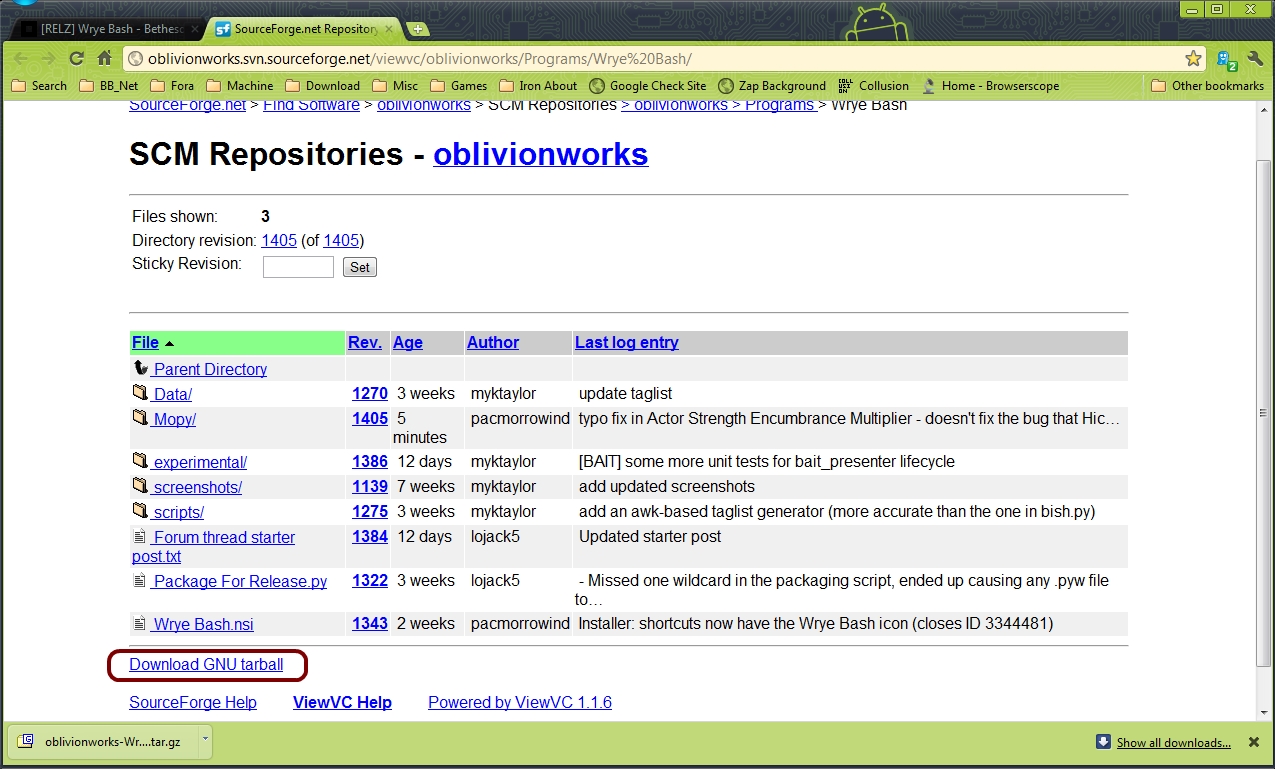 [RELZ] Wrye Bash - Bethesc
SourceForge.net Repository
oblivionworks.svn.sourceforge.net/viewvc/oblivionworks/Programs/Wrye%20Bash/
2
Search BB_Net Fora Machine Download Misc Games Iron About Google Check Site Zap Background Collusion Home - Browserscope Other bookmarks
SourceForge.net > Find Software > oblivionworks > SCM Repositories > oblivionworks > Programs > Wrye Bash
SCM Repositories - oblivionworks
Files shown: 3
Directory revision: 1405 (of 1405)
Sticky Revision: Set
File Rev. Age Author Last log entry
Parent Directory
Data/ 1270 3 weeks myktaylor update taglist
Mopy/ 1405 5 minutes pacmorrowind typo fix in Actor Strength Encumbrance Multiplier - doesn't fix the bug that Hic…
experimental/ 1386 12 days myktaylor [BAIT] some more unit tests for bait_presenter lifecycle
screenshots/ 1139 7 weeks myktaylor add updated screenshots
scripts/ 1275 3 weeks myktaylor add an awk-based taglist generator (more accurate than the one in bish.py)
Forum thread starter post.txt 1384 12 days lojack5 Updated starter post
Package For Release.py 1322 3 weeks lojack5 - Missed one wildcard in the packaging script, ended up causing any .pyw file to…
Wrye Bash.nsi 1343 2 weeks pacmorrowind Installer: shortcuts now have the Wrye Bash icon (closes ID 3344481)
Download GNU tarball
SourceForge Help ViewVC Help Powered by ViewVC 1.1.6
oblivionworks-Wr....tar.gz Show all downloads...